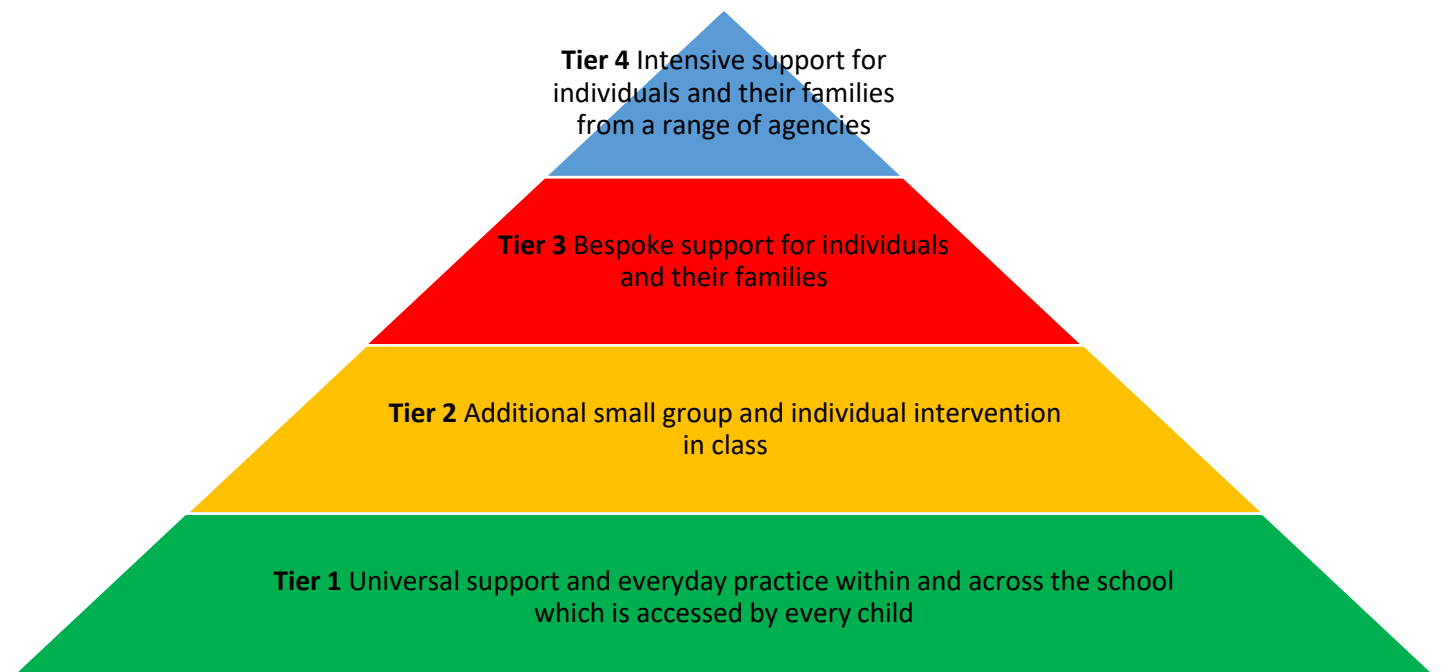 Tier 4 Intensive support for
individuals and their families
from a range of agencies
Tier 3 Bespoke support for individuals
and their families
Tier 2 Additional small group and individual intervention
in class
Tier 1 Universal support and everyday practice within and across the school
which is accessed by every child